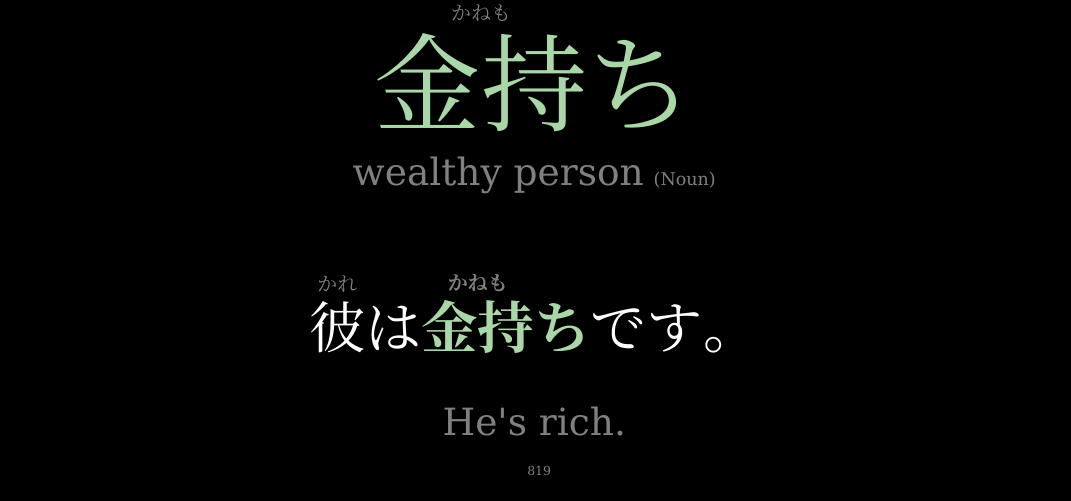 かねも
金持ち
wealthy person (Noun)
かれ かねも
彼は金持ちです。
He's rich.
819